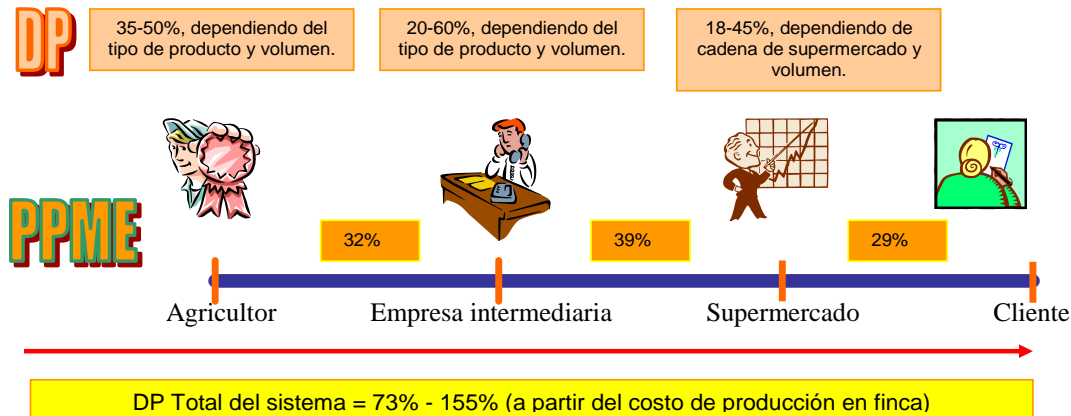 DP
35-50%, dependiendo del
tipo de producto y volumen.
20-60%, dependiendo del
tipo de producto y volumen.
18-45%, dependiendo de
cadena de supermercado y
volumen.
PPME
32%
39%
29%
Agricultor
Empresa intermediaria
Supermercado
Cliente
DP Total del sistema = 73% - 155% (a partir del costo de producción en finca)